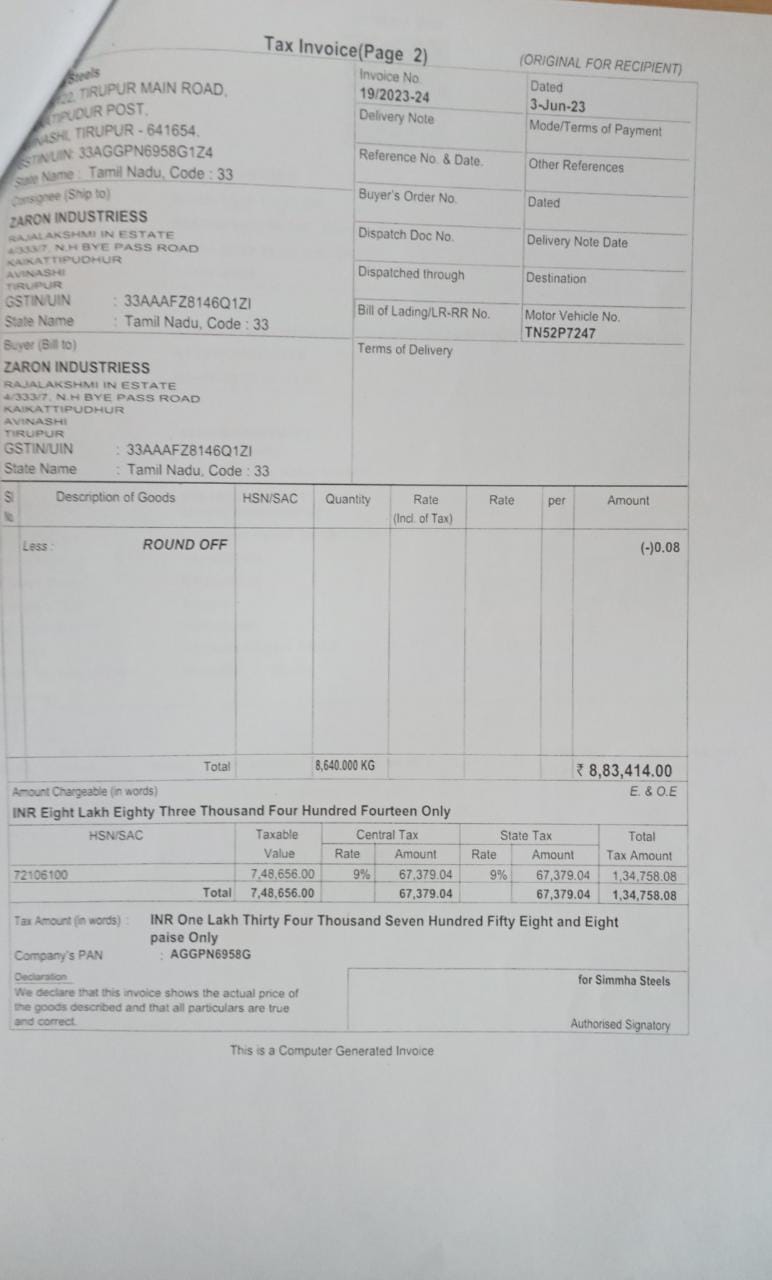 Tax Invoice(Page 2)
(ORIGINAL FOR RECIPIENT)
Steels
TIRUPUR MAIN ROAD,
POST,
TIRUPUR - 641654.
GSTIN/UIN: 33AGGPN6958G1Z4
State Name : Tamil Nadu, Code : 33
Invoice No.
19/2023-24
Dated
3-Jun-23
Delivery Note
Mode/Terms of Payment
Reference No. & Date.
Other References
Buyer's Order No.
Dated
Dispatch Doc No.
Delivery Note Date
Dispatched through
Destination
Bill of Lading/LR-RR No.
Motor Vehicle No.
TN52P7247
Terms of Delivery
Consignee (Ship to)
ZARON INDUSTRIESS
RAJALAKSHMI IN ESTATE
4/333/7, N.H BYE PASS ROAD
KAIKATTIPUDHUR
AVINASHI
TIRUPUR
GSTIN/UIN : 33AAAFZ8146Q1ZI
State Name : Tamil Nadu, Code : 33
Buyer (Bill to)
ZARON INDUSTRIESS
RAJALAKSHMI IN ESTATE
4/333/7, N.H BYE PASS ROAD
KAIKATTIPUDHUR
AVINASHI
TIRUPUR
GSTIN/UIN : 33AAAFZ8146Q1ZI
State Name : Tamil Nadu, Code : 33
Sl No. Description of Goods HSN/SAC Quantity Rate (Incl. of Tax) Rate per Amount
Less : ROUND OFF (-)0.08
Total 8,640.000 KG ₹ 8,83,414.00
Amount Chargeable (in words) E. & O.E
INR Eight Lakh Eighty Three Thousand Four Hundred Fourteen Only
HSN/SAC Taxable Value Central Tax State Tax Total Tax Amount
Rate Amount Rate Amount
72106100 7,48,656.00 9% 67,379.04 9% 67,379.04 1,34,758.08
Total 7,48,656.00 67,379.04 67,379.04 1,34,758.08
Tax Amount (in words) : INR One Lakh Thirty Four Thousand Seven Hundred Fifty Eight and Eight
paise Only
Company's PAN : AGGPN6958G
Declaration
We declare that this invoice shows the actual price of
the goods described and that all particulars are true
and correct.
for Simmha Steels
Authorised Signatory
This is a Computer Generated Invoice